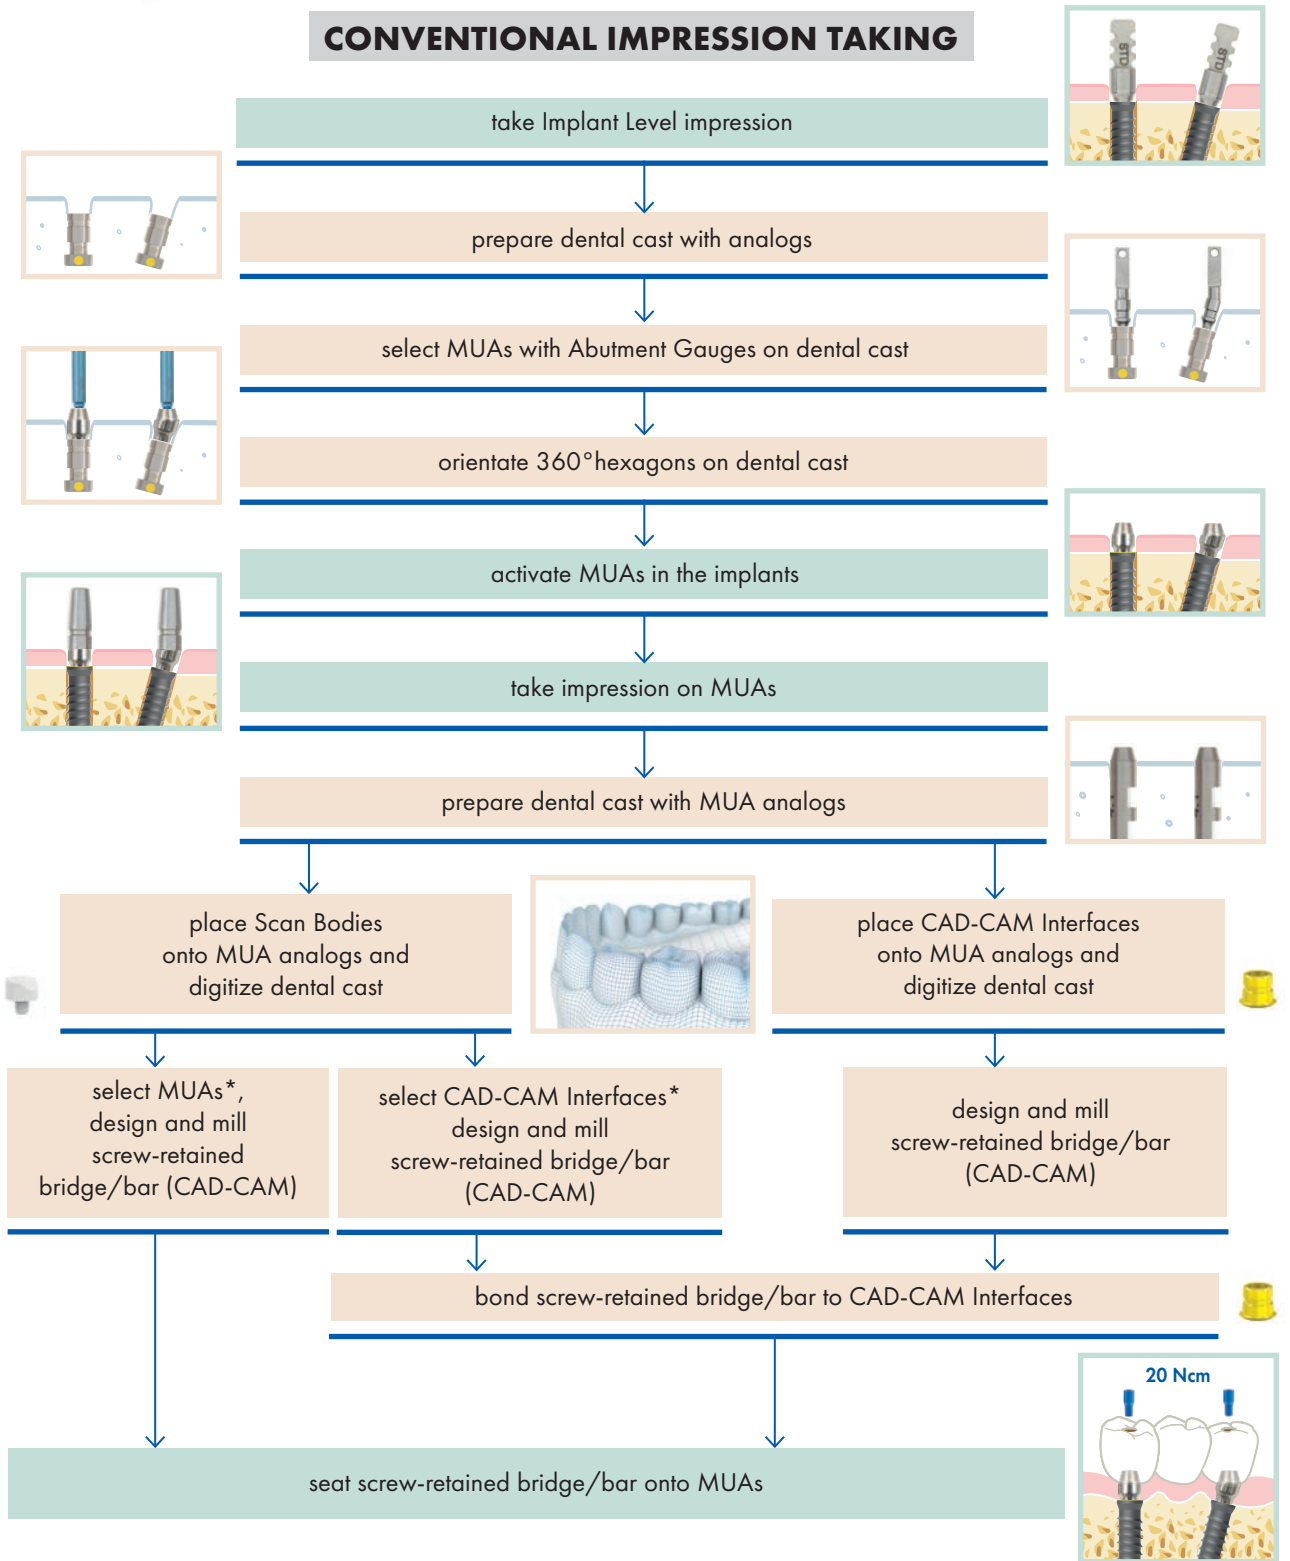 CONVENTIONAL IMPRESSION TAKING
STD
STD
take Implant Level impression
prepare dental cast with analogs
select MUAs with Abutment Gauges on dental cast
orientate 360°hexagons on dental cast
activate MUAs in the implants
take impression on MUAs
prepare dental cast with MUA analogs
place Scan Bodies
onto MUA analogs and
digitize dental cast
place CAD-CAM Interfaces
onto MUA analogs and
digitize dental cast
select MUAs*,
design and mill
screw-retained
bridge/bar (CAD-CAM)
select CAD-CAM Interfaces*
design and mill
screw-retained bridge/bar
(CAD-CAM)
design and mill
screw-retained bridge/bar
(CAD-CAM)
bond screw-retained bridge/bar to CAD-CAM Interfaces
20 Ncm
seat screw-retained bridge/bar onto MUAs